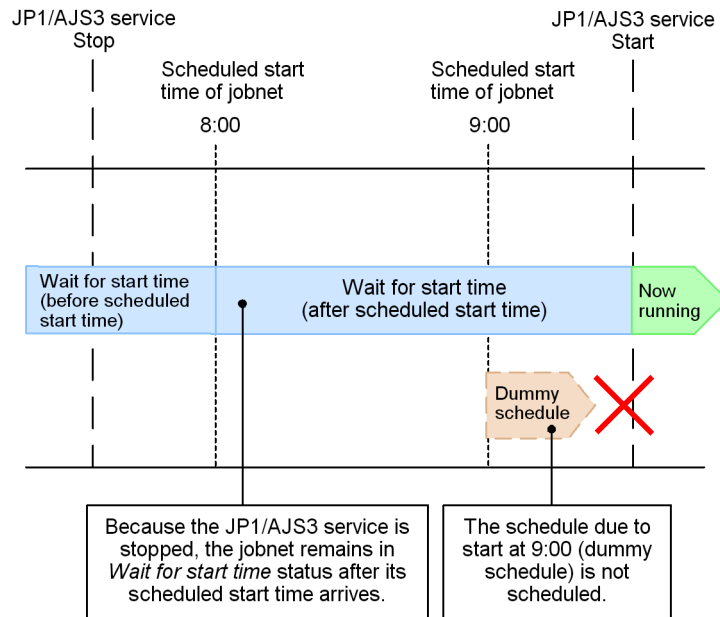 JP1/AJS3 service
Stop
JP1/AJS3 service
Start
Scheduled start
time of jobnet
8:00
Scheduled start
time of jobnet
9:00
Wait for start time
(before scheduled
start time)
Wait for start time
(after scheduled start time)
Now
running
Dummy
schedule
Because the JP1/AJS3 service is
stopped, the jobnet remains in
Wait for start time status after its
scheduled start time arrives.
The schedule due to
start at 9:00 (dummy
schedule) is not
scheduled.